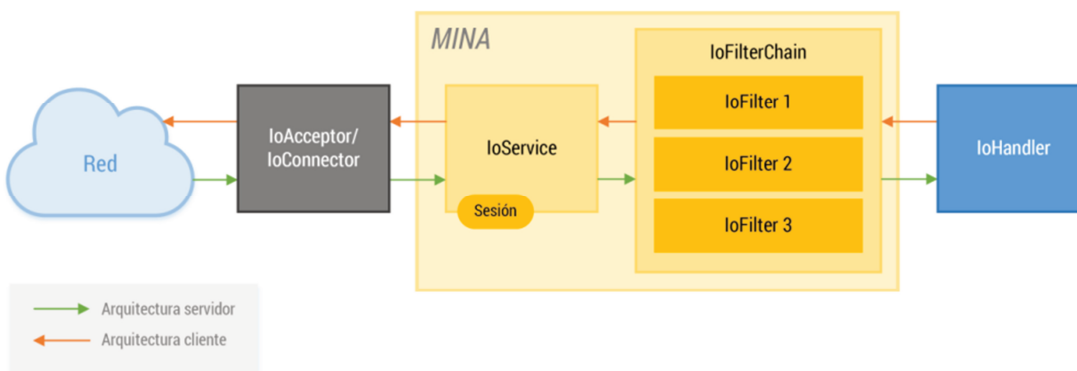 MINA
IoFilterChain
IoFilter 1
IoFilter 2
IoFilter 3
Red
IoAcceptor/
IoConnector
IoService
Sesión
IoHandler
Arquitectura servidor
Arquitectura cliente